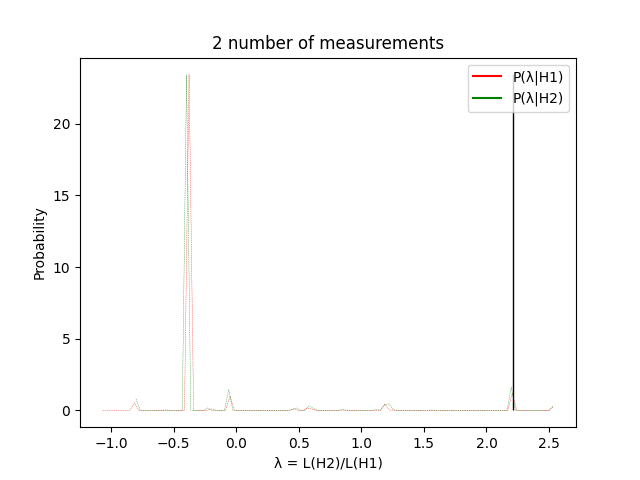 2 number of measurements
P(λ|H1)
P(λ|H2)
Probability
20
15
10
5
0
−1.0 −0.5 0.0 0.5 1.0 1.5 2.0 2.5
λ = L(H2)/L(H1)